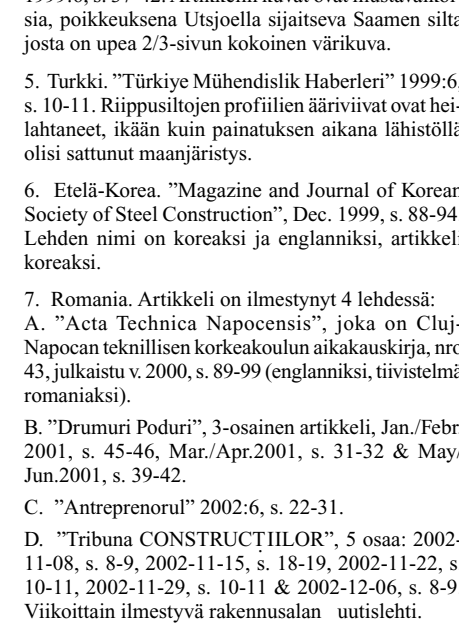 sia, poikkeuksena Utsjoella sijaitseva Saamen silta
josta on upea 2/3-sivun kokoinen värikuva.
5. Turkki. ”Türkiye Mühendislik Haberleri” 1999:6,
s. 10-11. Riippusiltojen profiilien ääriviivat ovat hei-
lahtaneet, ikään kuin painatuksen aikana lähistöllä
olisi sattunut maanjäristys.
6. Etelä-Korea. ”Magazine and Journal of Korean
Society of Steel Construction”, Dec. 1999, s. 88-94
Lehden nimi on koreaksi ja englanniksi, artikkeli
koreaksi.
7. Romania. Artikkeli on ilmestynyt 4 lehdessä:
A. ”Acta Technica Napocensis”, joka on Cluj-
Napocan teknillisen korkeakoulun aikakauskirja, nro
43, julkaistu v. 2000, s. 89-99 (englanniksi, tiivistelmä
romaniaksi).
B. ”Drumuri Poduri”, 3-osainen artikkeli, Jan./Febr
2001, s. 45-46, Mar./Apr.2001, s. 31-32 & May/
Jun.2001, s. 39-42.
C. ”Antreprenorul” 2002:6, s. 22-31.
D. ”Tribuna CONSTRUCȚIILOR”, 5 osaa: 2002-
11-08, s. 8-9, 2002-11-15, s. 18-19, 2002-11-22, s
10-11, 2002-11-29, s. 10-11 & 2002-12-06, s. 8-9
Viikoittain ilmestyvä rakennusalan uutislehti.